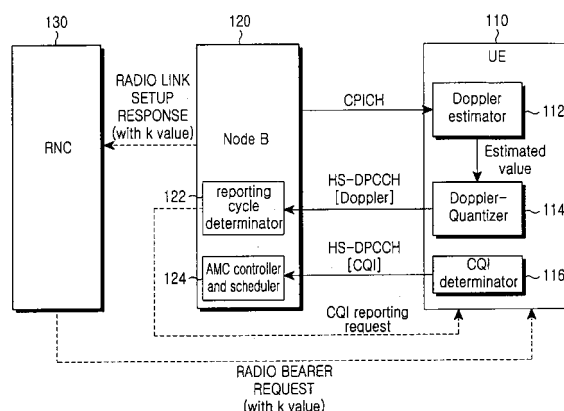 130
120
110
RNC
RADIO LINK
SETUP
RESPONSE
(with k value)
Node B
122
reporting
cycle
determinator
124
AMC controller
and scheduler
CPICH
HS-DPCCH
[Doppler]
HS-DPCCH
[CQI]
CQI reporting
request
UE
Doppler
estimator
112
Estimated
value
Doppler-
Quantizer
114
CQI
determinator
116
RADIO BEARER
REQUEST
(with k value)